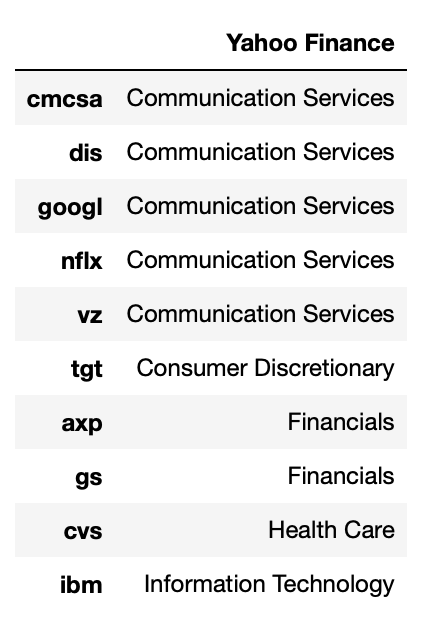 Yahoo Finance
cmcsa Communication Services
dis Communication Services
googl Communication Services
nflx Communication Services
vz Communication Services
tgt Consumer Discretionary
axp Financials
gs Financials
cvs Health Care
ibm Information Technology